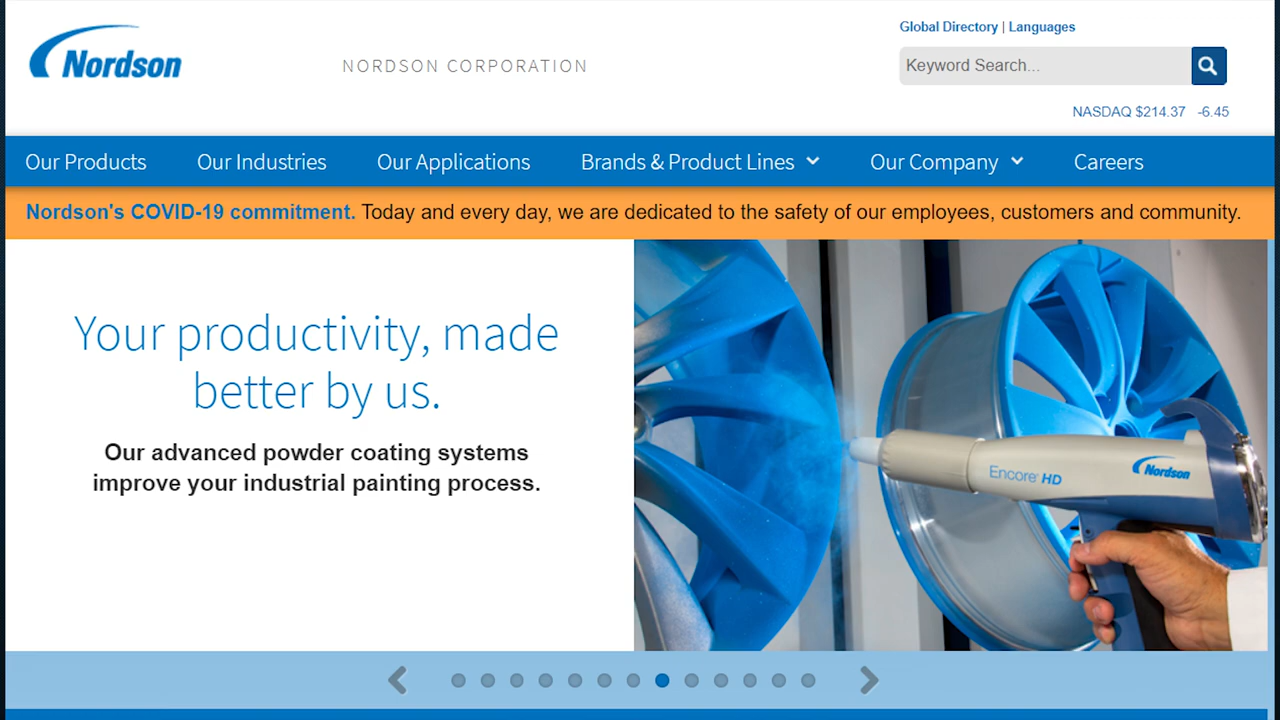 Global Directory | Languages
Nordson
NORDSON CORPORATION
Keyword Search...
NASDAQ $214.37 -6.45
Our Products Our Industries Our Applications Brands & Product Lines Our Company Careers
Nordson's COVID-19 commitment. Today and every day, we are dedicated to the safety of our employees, customers and community.
Your productivity, made
better by us.
Our advanced powder coating systems
improve your industrial painting process.
Encore HD
Nordson